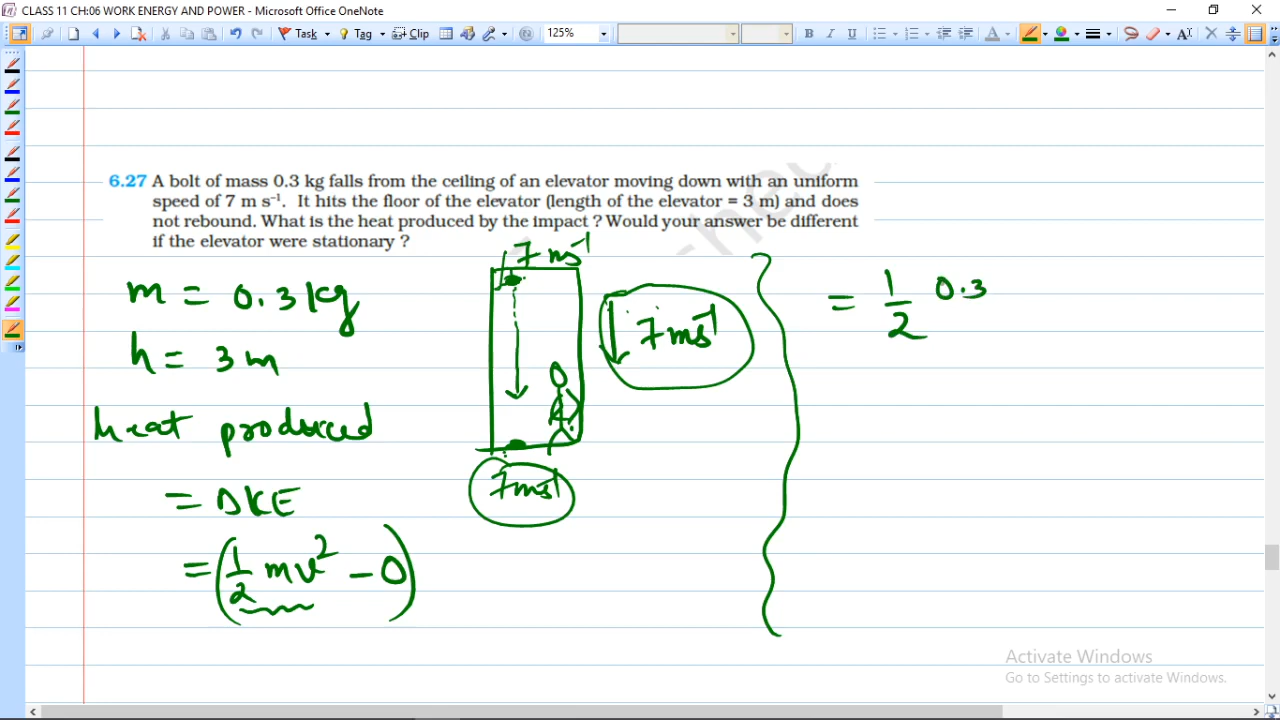 CLASS 11 CH:06 WORK ENERGY AND POWER - Microsoft Office OneNote
Task Tag Clip 125% B I U
6.27 A bolt of mass 0.3 kg falls from the ceiling of an elevator moving down with an uniform
speed of 7 m s⁻¹. It hits the floor of the elevator (length of the elevator = 3 m) and does
not rebound. What is the heat produced by the impact ? Would your answer be different
if the elevator were stationary ?
7 ms⁻¹
m = 0.3 kg
h = 3 m
heat produced
= ΔKE
= (1/2 mv² - 0)
7 ms⁻¹
7 ms⁻¹
= 1/2 0.3
Activate Windows
Go to Settings to activate Windows.